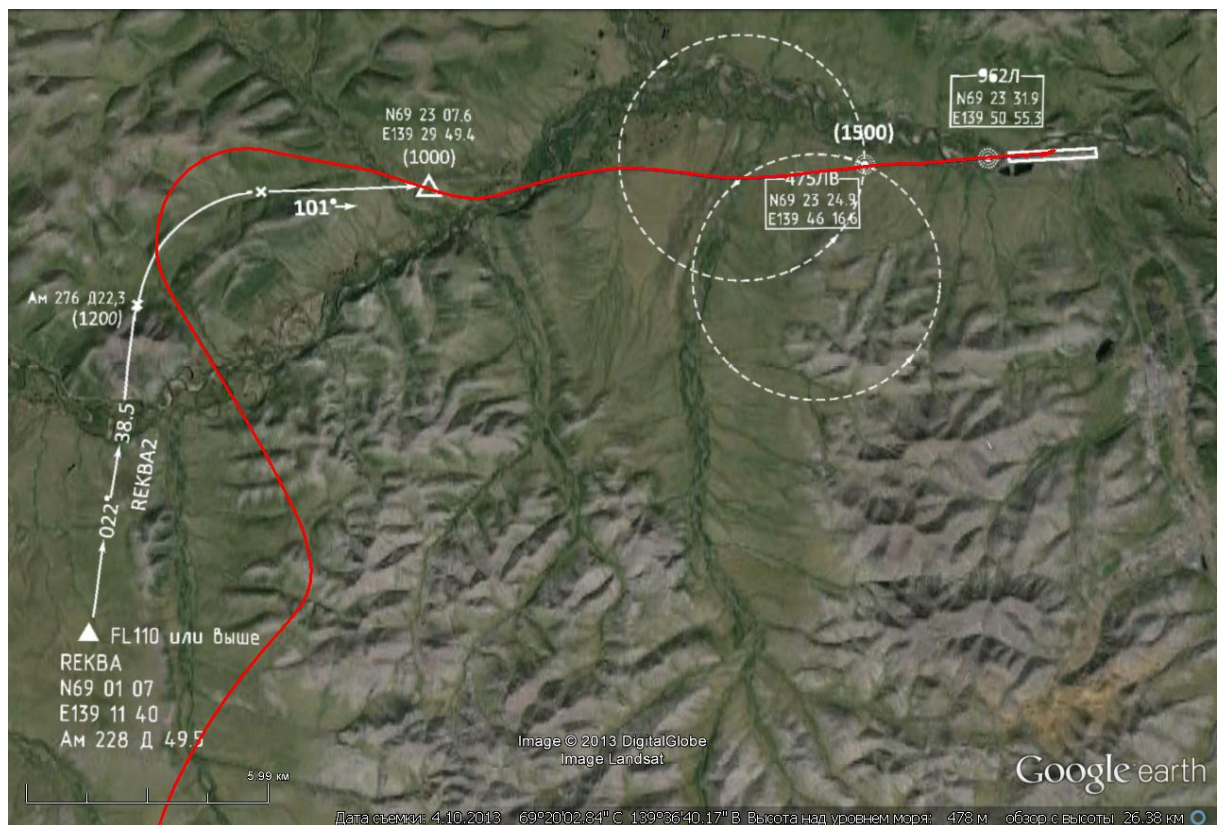 962Л
N69 23 31.9
E139 50 55.3
N69 23 07.6
E139 29 49.4
(1000)
(1500)
475ЛВ
N69 23 24.9
E139 46 16.6
101°→
Ам 276 Д22,3
(1200)
022°
38.5
REKBA2
FL110 или Выше
REKBA
N69 01 07
E139 11 40
Ам 228 Д 49.5
Image © 2013 DigitalGlobe
Image Landsat
Google earth
5.99 км
Дата съемки: 4.10.2013 69°20'02.84" С 139°36'40.17" В Высота над уровнем моря: 478 м обзор с высоты 26.38 км